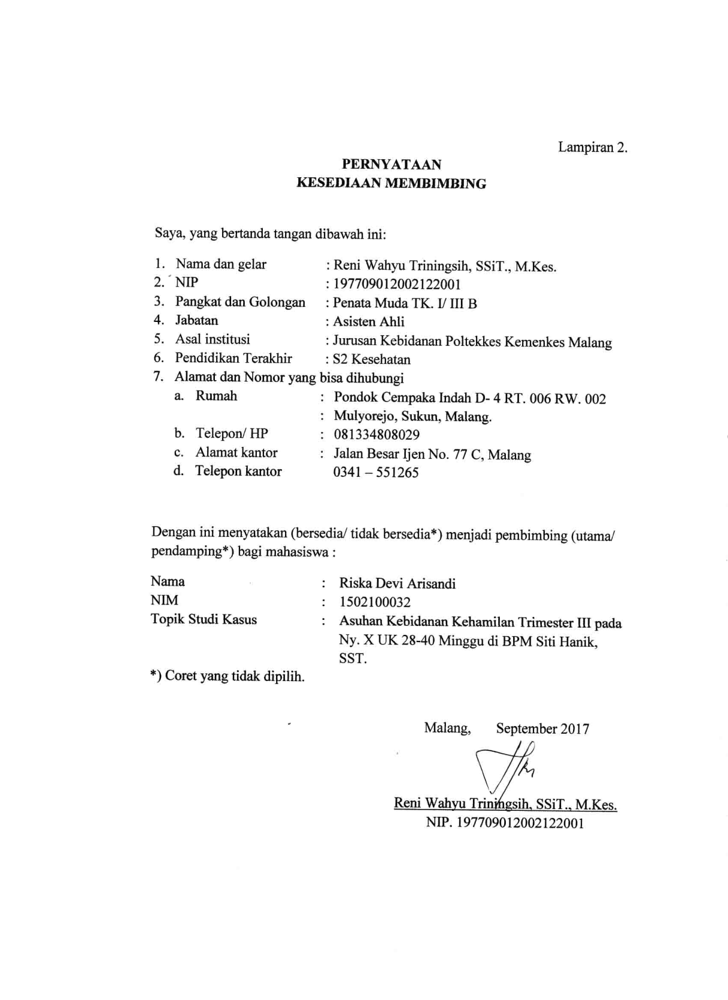 Lampiran 2.
PERNYATAAN
KESEDIAAN MEMBIMBING
Saya, yang bertanda tangan dibawah ini:
1. Nama dan gelar : Reni Wahyu Triningsih, SSiT., M.Kes.
2. NIP : 197709012002122001
3. Pangkat dan Golongan : Penata Muda TK. I/ III B
4. Jabatan : Asisten Ahli
5. Asal institusi : Jurusan Kebidanan Poltekkes Kemenkes Malang
6. Pendidikan Terakhir : S2 Kesehatan
7. Alamat dan Nomor yang bisa dihubungi
a. Rumah : Pondok Cempaka Indah D- 4 RT. 006 RW. 002
: Mulyorejo, Sukun, Malang.
b. Telepon/ HP : 081334808029
c. Alamat kantor : Jalan Besar Ijen No. 77 C, Malang
d. Telepon kantor 0341 – 551265
Dengan ini menyatakan (bersedia/ tidak bersedia*) menjadi pembimbing (utama/
pendamping*) bagi mahasiswa :
Nama : Riska Devi Arisandi
NIM : 1502100032
Topik Studi Kasus : Asuhan Kebidanan Kehamilan Trimester III pada
Ny. X UK 28-40 Minggu di BPM Siti Hanik,
SST.
*) Coret yang tidak dipilih.
Malang, September 2017
Reni Wahyu Triningsih, SSiT., M.Kes.
NIP. 197709012002122001